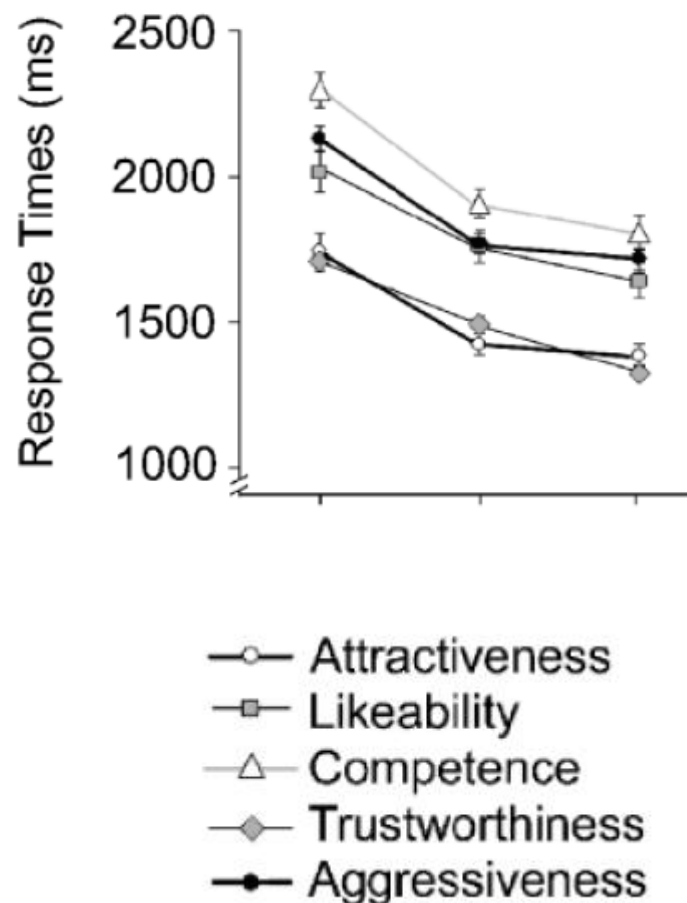 Response Times (ms)
2500
2000
1500
1000
Attractiveness
Likeability
Competence
Trustworthiness
Aggressiveness